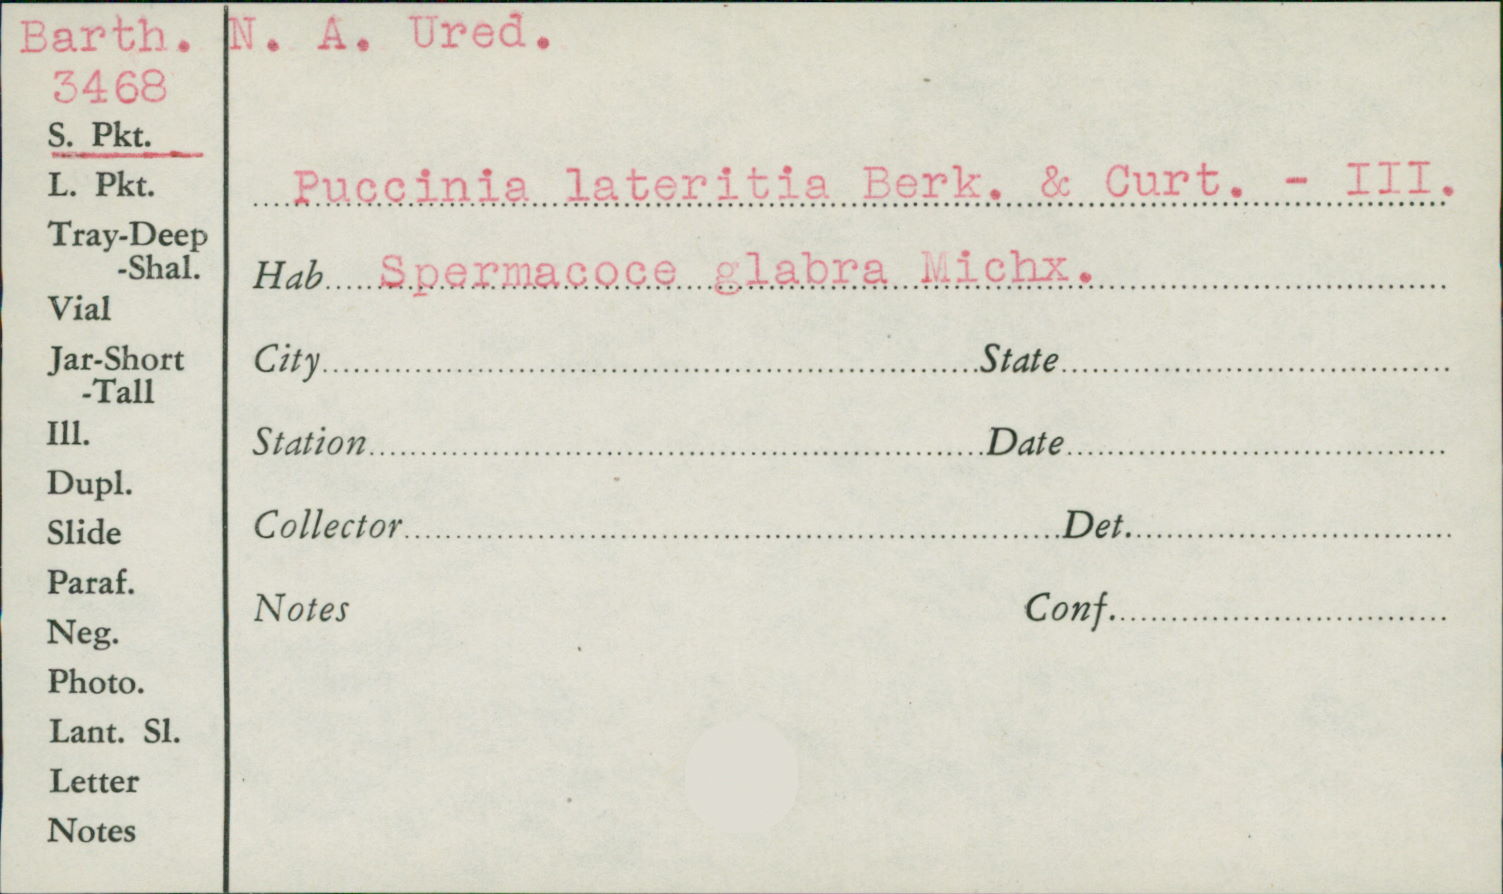 Barth. N. A. Ured.
3468
S. Pkt.
L. Pkt.
Tray-Deep
-Shal.
Vial
Jar-Short
-Tall
Ill.
Dupl.
Slide
Paraf.
Neg.
Photo.
Lant. Sl.
Letter
Notes
Puccinia lateritia Berk. & Curt. - III.
Hab. Spermacoce glabra Michx.
City State
Station Date
Collector Det.
Notes Conf.